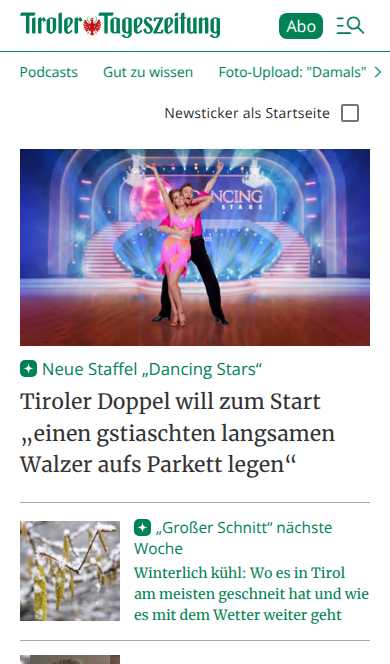 Tiroler Tageszeitung
Abo
Podcasts
Gut zu wissen
Foto-Upload: "Damals"
Newsticker als Startseite
DANCING
STARS
Neue Staffel „Dancing Stars“
Tiroler Doppel will zum Start
„einen gstiaschten langsamen
Walzer aufs Parkett legen“
„Großer Schnitt“ nächste
Woche
Winterlich kühl: Wo es in Tirol
am meisten geschneit hat und wie
es mit dem Wetter weiter geht